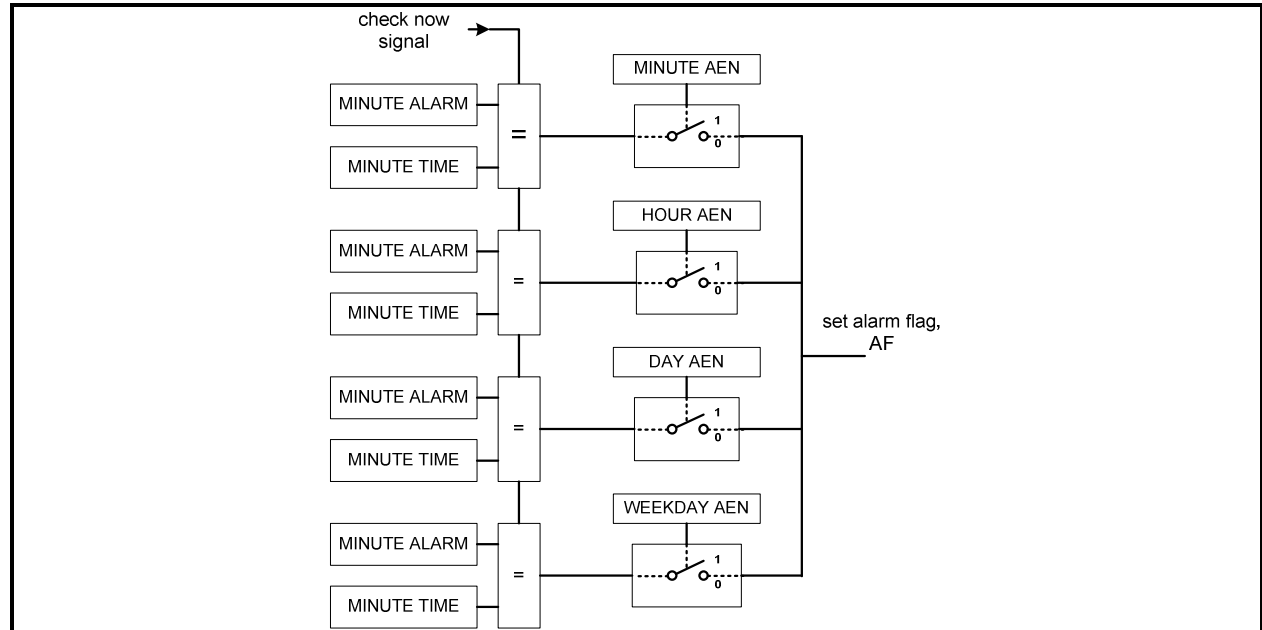 check now
signal
MINUTE AEN
MINUTE ALARM
=
1
0
MINUTE TIME
HOUR AEN
MINUTE ALARM
=
1
0
MINUTE TIME
set alarm flag,
AF
DAY AEN
MINUTE ALARM
=
1
0
MINUTE TIME
WEEKDAY AEN
MINUTE ALARM
=
1
0
MINUTE TIME